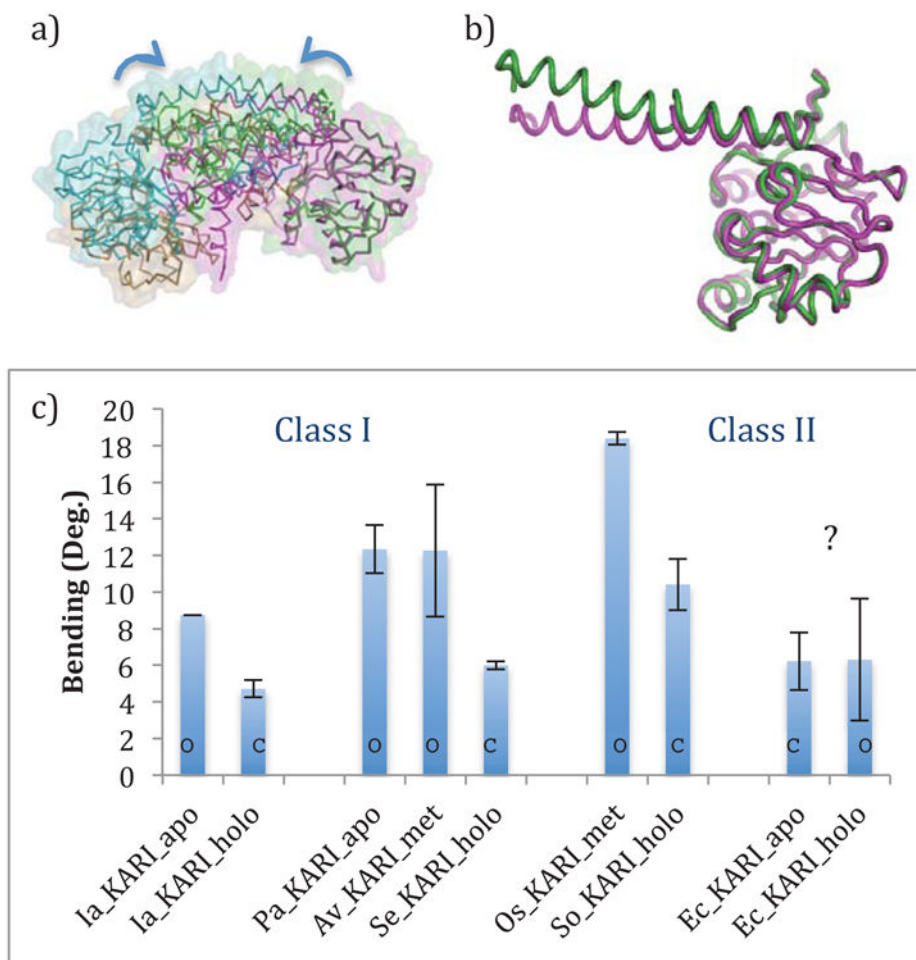 a)
b)
c)
Class I
Class II
?
Bending (Deg.)
20
18
16
14
12
10
8
6
4
2
0
O
C
O
O
C
O
C
C
O
Ia_KARI_apo
Ia_KARI_holo
Pa_KARI_apo
Av_KARI_met
Se_KARI_holo
Os_KARI_met
So_KARI_holo
Ec_KARI_apo
Ec_KARI_holo